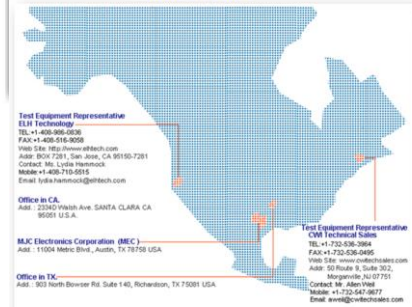 Test Equipment Representative
ELH Technology
TEL:+1-408-986-0836
FAX:+1-408-516-9058
Web Site: http://www.elhtech.com
Addr: BOX 7281, San Jose, CA 95150-7281
Contact: Ms. Lydia Hammock
Mobile:+1-408-710-5515
Email: lydia.hammock@elhtech.com
Office in CA.
Add.: 2334D Walsh Ave. SANTA CLARA CA
95051 U.S.A.
MJC Electronics Corporation (MEC )
Add.: 11004 Metric Blvd., Austin, TX 78758 USA
Office in TX.
Add.: 903 North Bowser Rd. Suite 140, Richardson, TX 75081 USA
Test Equipment Representative
CWI Technical Sales
TEL:+1-732-536-3964
FAX:+1-732-536-0495
Web Site: www.cwitechsales.com
Addr: 50 Route 9, Suite 302,
Morganville,NJ 07751
Contact: Mr. Allen Weil
Mobile: +1-732-547-9677
Email: aweil@cwitechsales.com